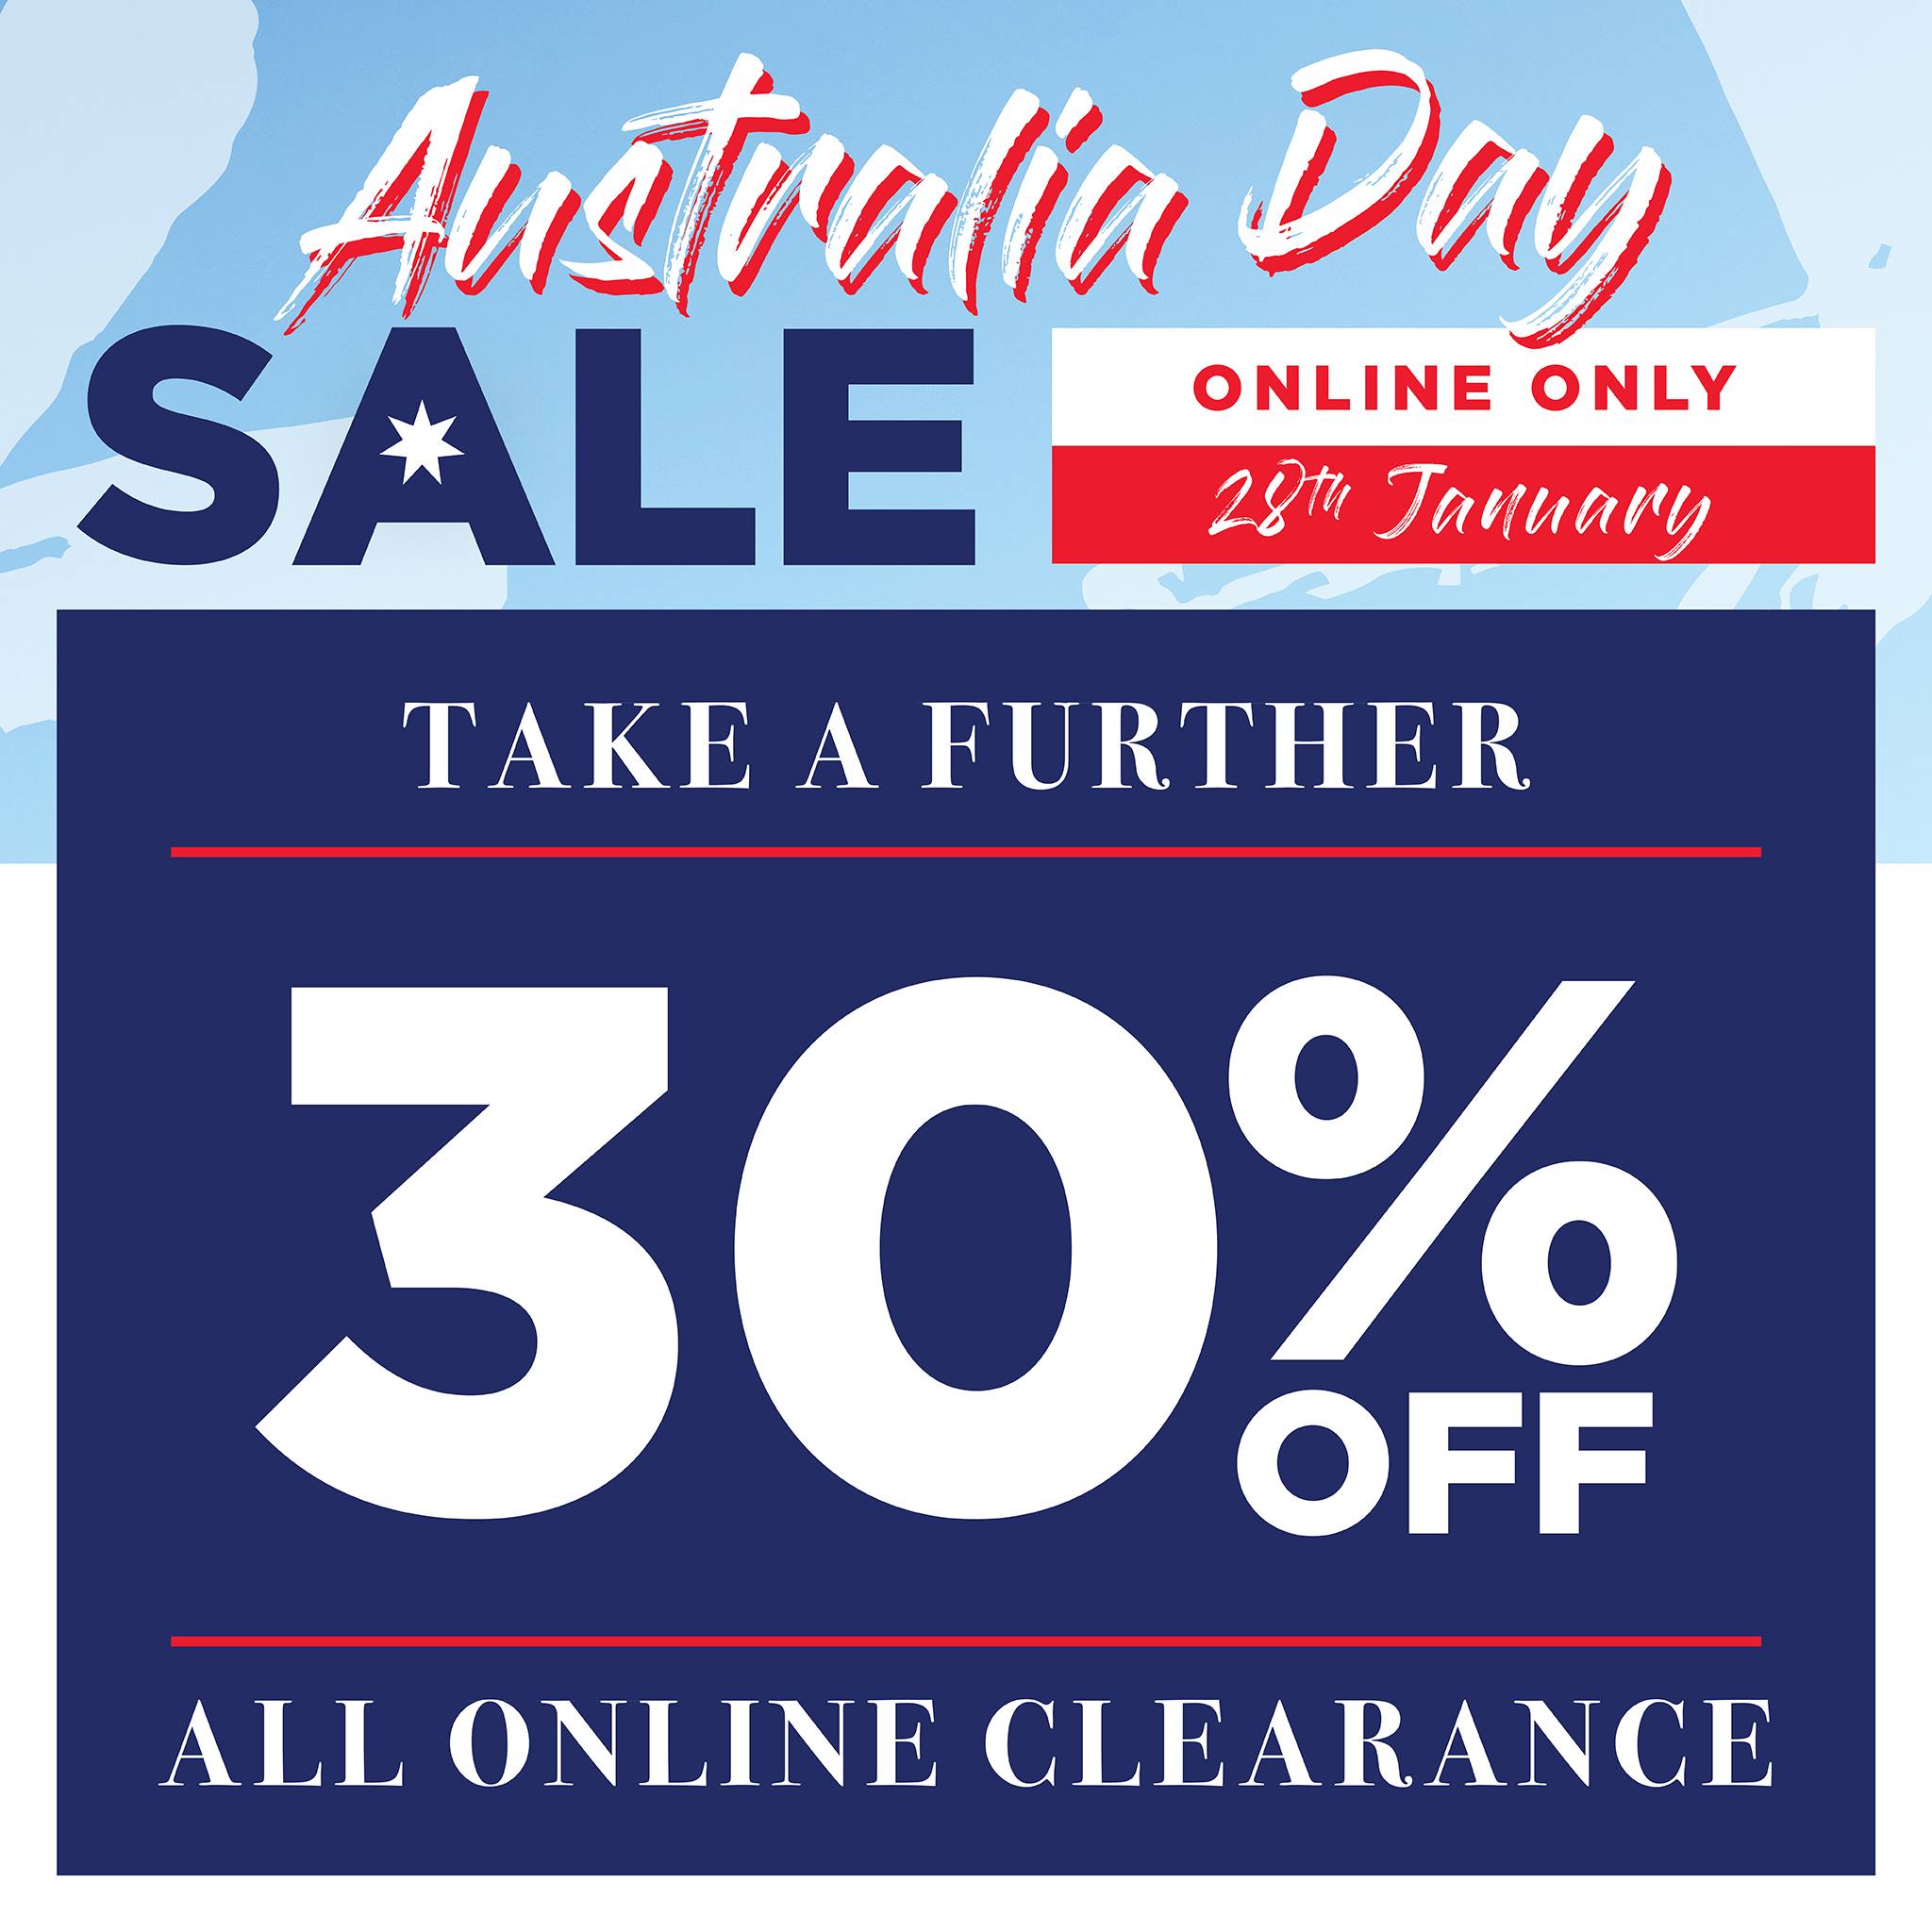 Australia Day
SALE
ONLINE ONLY
28th January
TAKE A FURTHER
30%
OFF
ALL ONLINE CLEARANCE